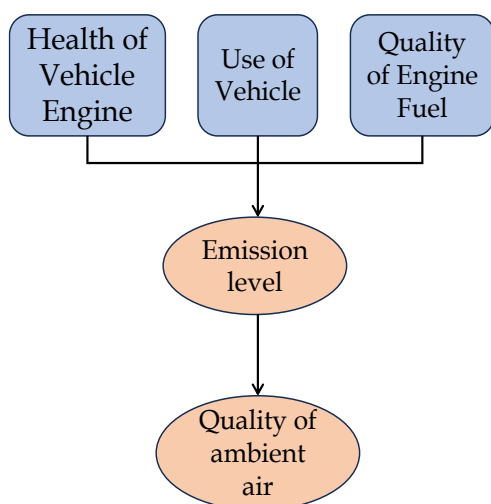 Health of
Vehicle
Engine
Use of
Vehicle
Quality
of Engine
Fuel
Emission
level
Quality of
ambient
air